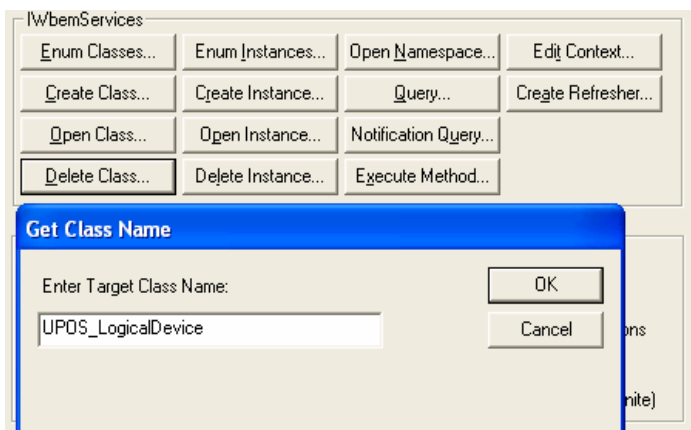 IWbemServices
Enum Classes... Enum Instances... Open Namespace... Edit Context...
Create Class... Create Instance... Query... Create Refresher...
Open Class... Open Instance... Notification Query...
Delete Class... Delete Instance... Execute Method...
Get Class Name
Enter Target Class Name: OK
UPOS_LogicalDevice Cancel